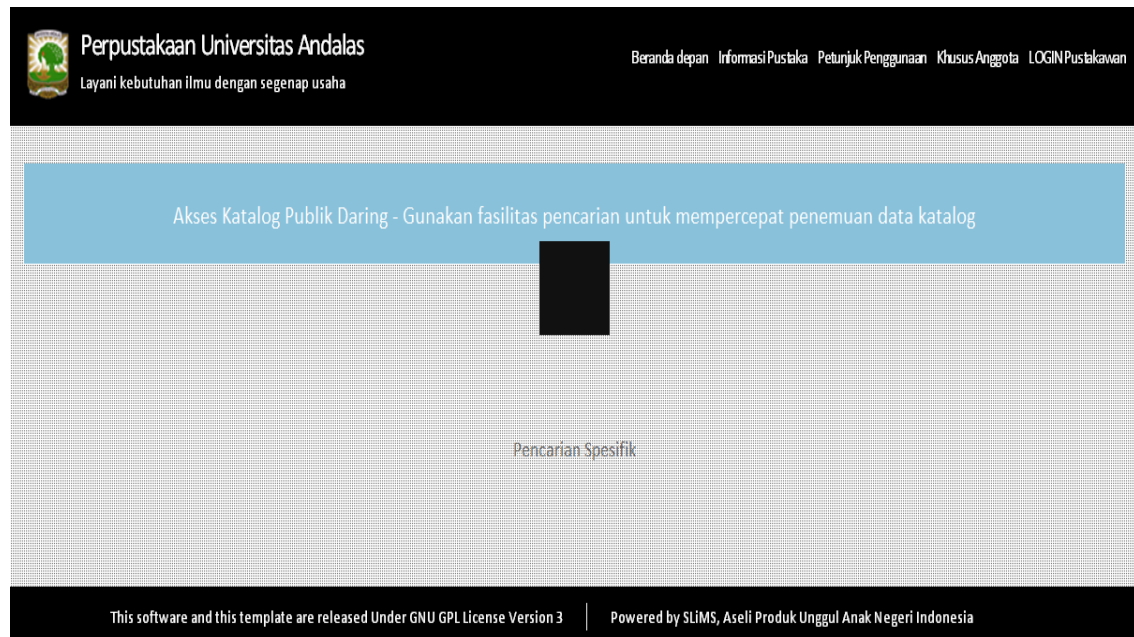 Perpustakaan Universitas Andalas
Layani kebutuhan ilmu dengan segenap usaha
Beranda depan Informasi Pustaka Petunjuk Penggunaan Khusus Anggota LOGIN Pustakawan
Akses Katalog Publik Daring - Gunakan fasilitas pencarian untuk mempercepat penemuan data katalog
Pencarian Spesifik
This software and this template are released Under GNU GPL License Version 3
Powered by SLiMS, Aseli Produk Unggul Anak Negeri Indonesia